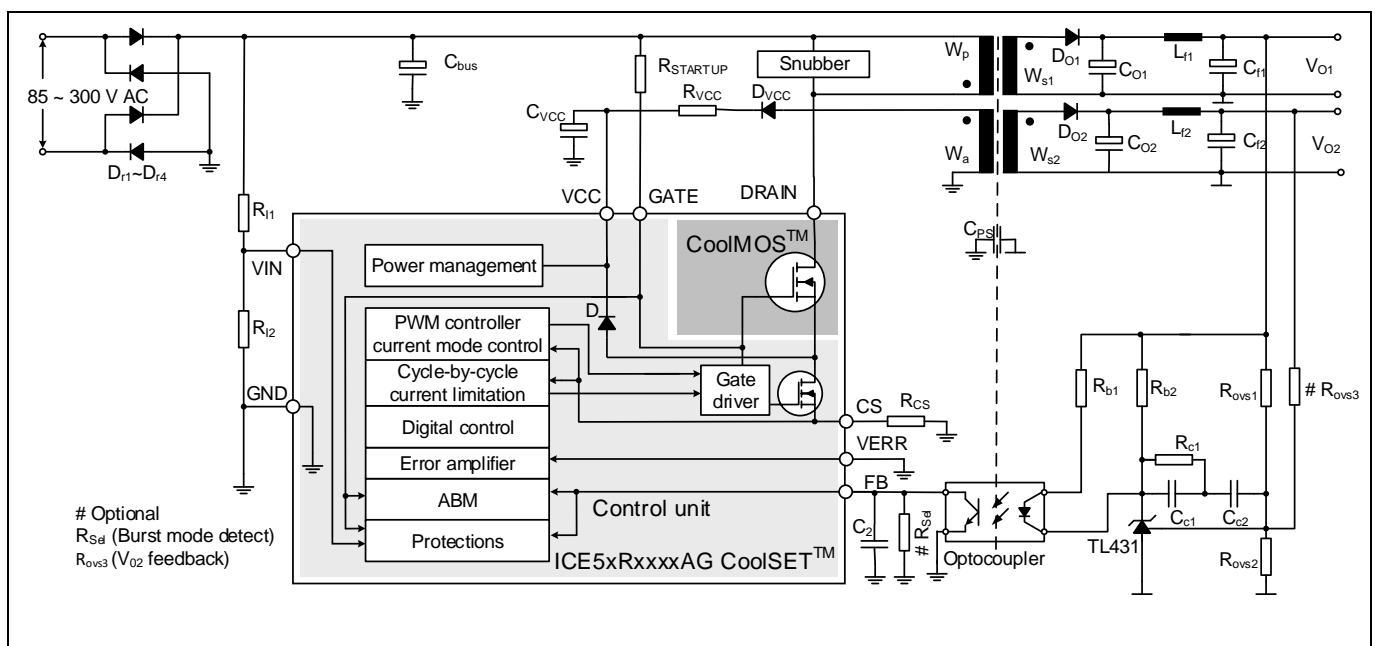 85 ~ 300 V AC
Dr1~Dr4
Cbus
RSTARTUP
Snubber
Wp
Ws1
DO1
CO1
Lf1
Cf1
VO1
CVCC
RVCC
DVCC
Wa
Ws2
DO2
CO2
Lf2
Cf2
VO2
RI1
VIN
RI2
GND
VCC
GATE
DRAIN
CoolMOS™
CPS
Power management
D
PWM controller
current mode control
Cycle-by-cycle
current limitation
Gate
driver
Digital control
Error amplifier
ABM
Protections
Control unit
ICE5xRxxxxAG CoolSET™
CS
RCS
VERR
FB
C2
# RSel
Optocoupler
Rb1
Rb2
Rovs1
# Rovs3
Rc1
Cc1
Cc2
TL431
Rovs2
# Optional
RSel (Burst mode detect)
Rovs3 (V02 feedback)